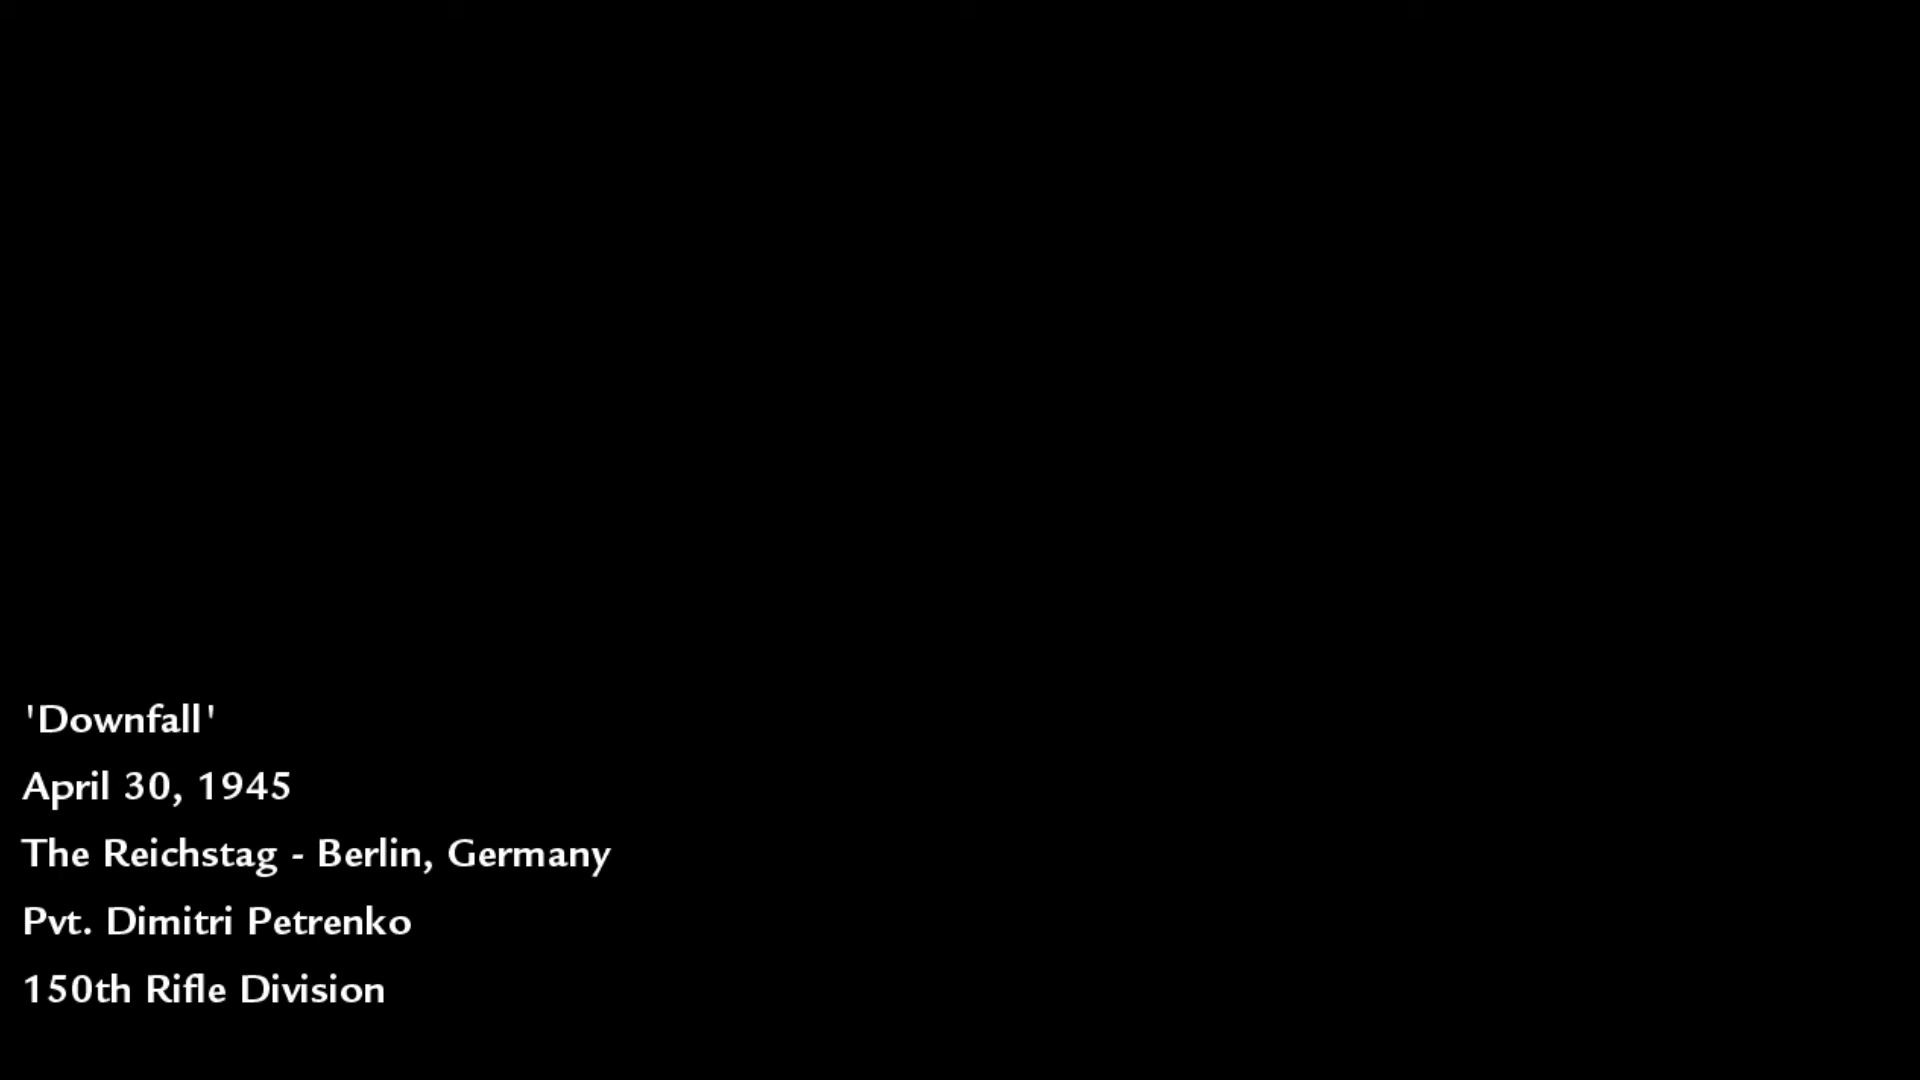 'Downfall'
April 30, 1945
The Reichstag - Berlin, Germany
Pvt. Dimitri Petrenko
150th Rifle Division